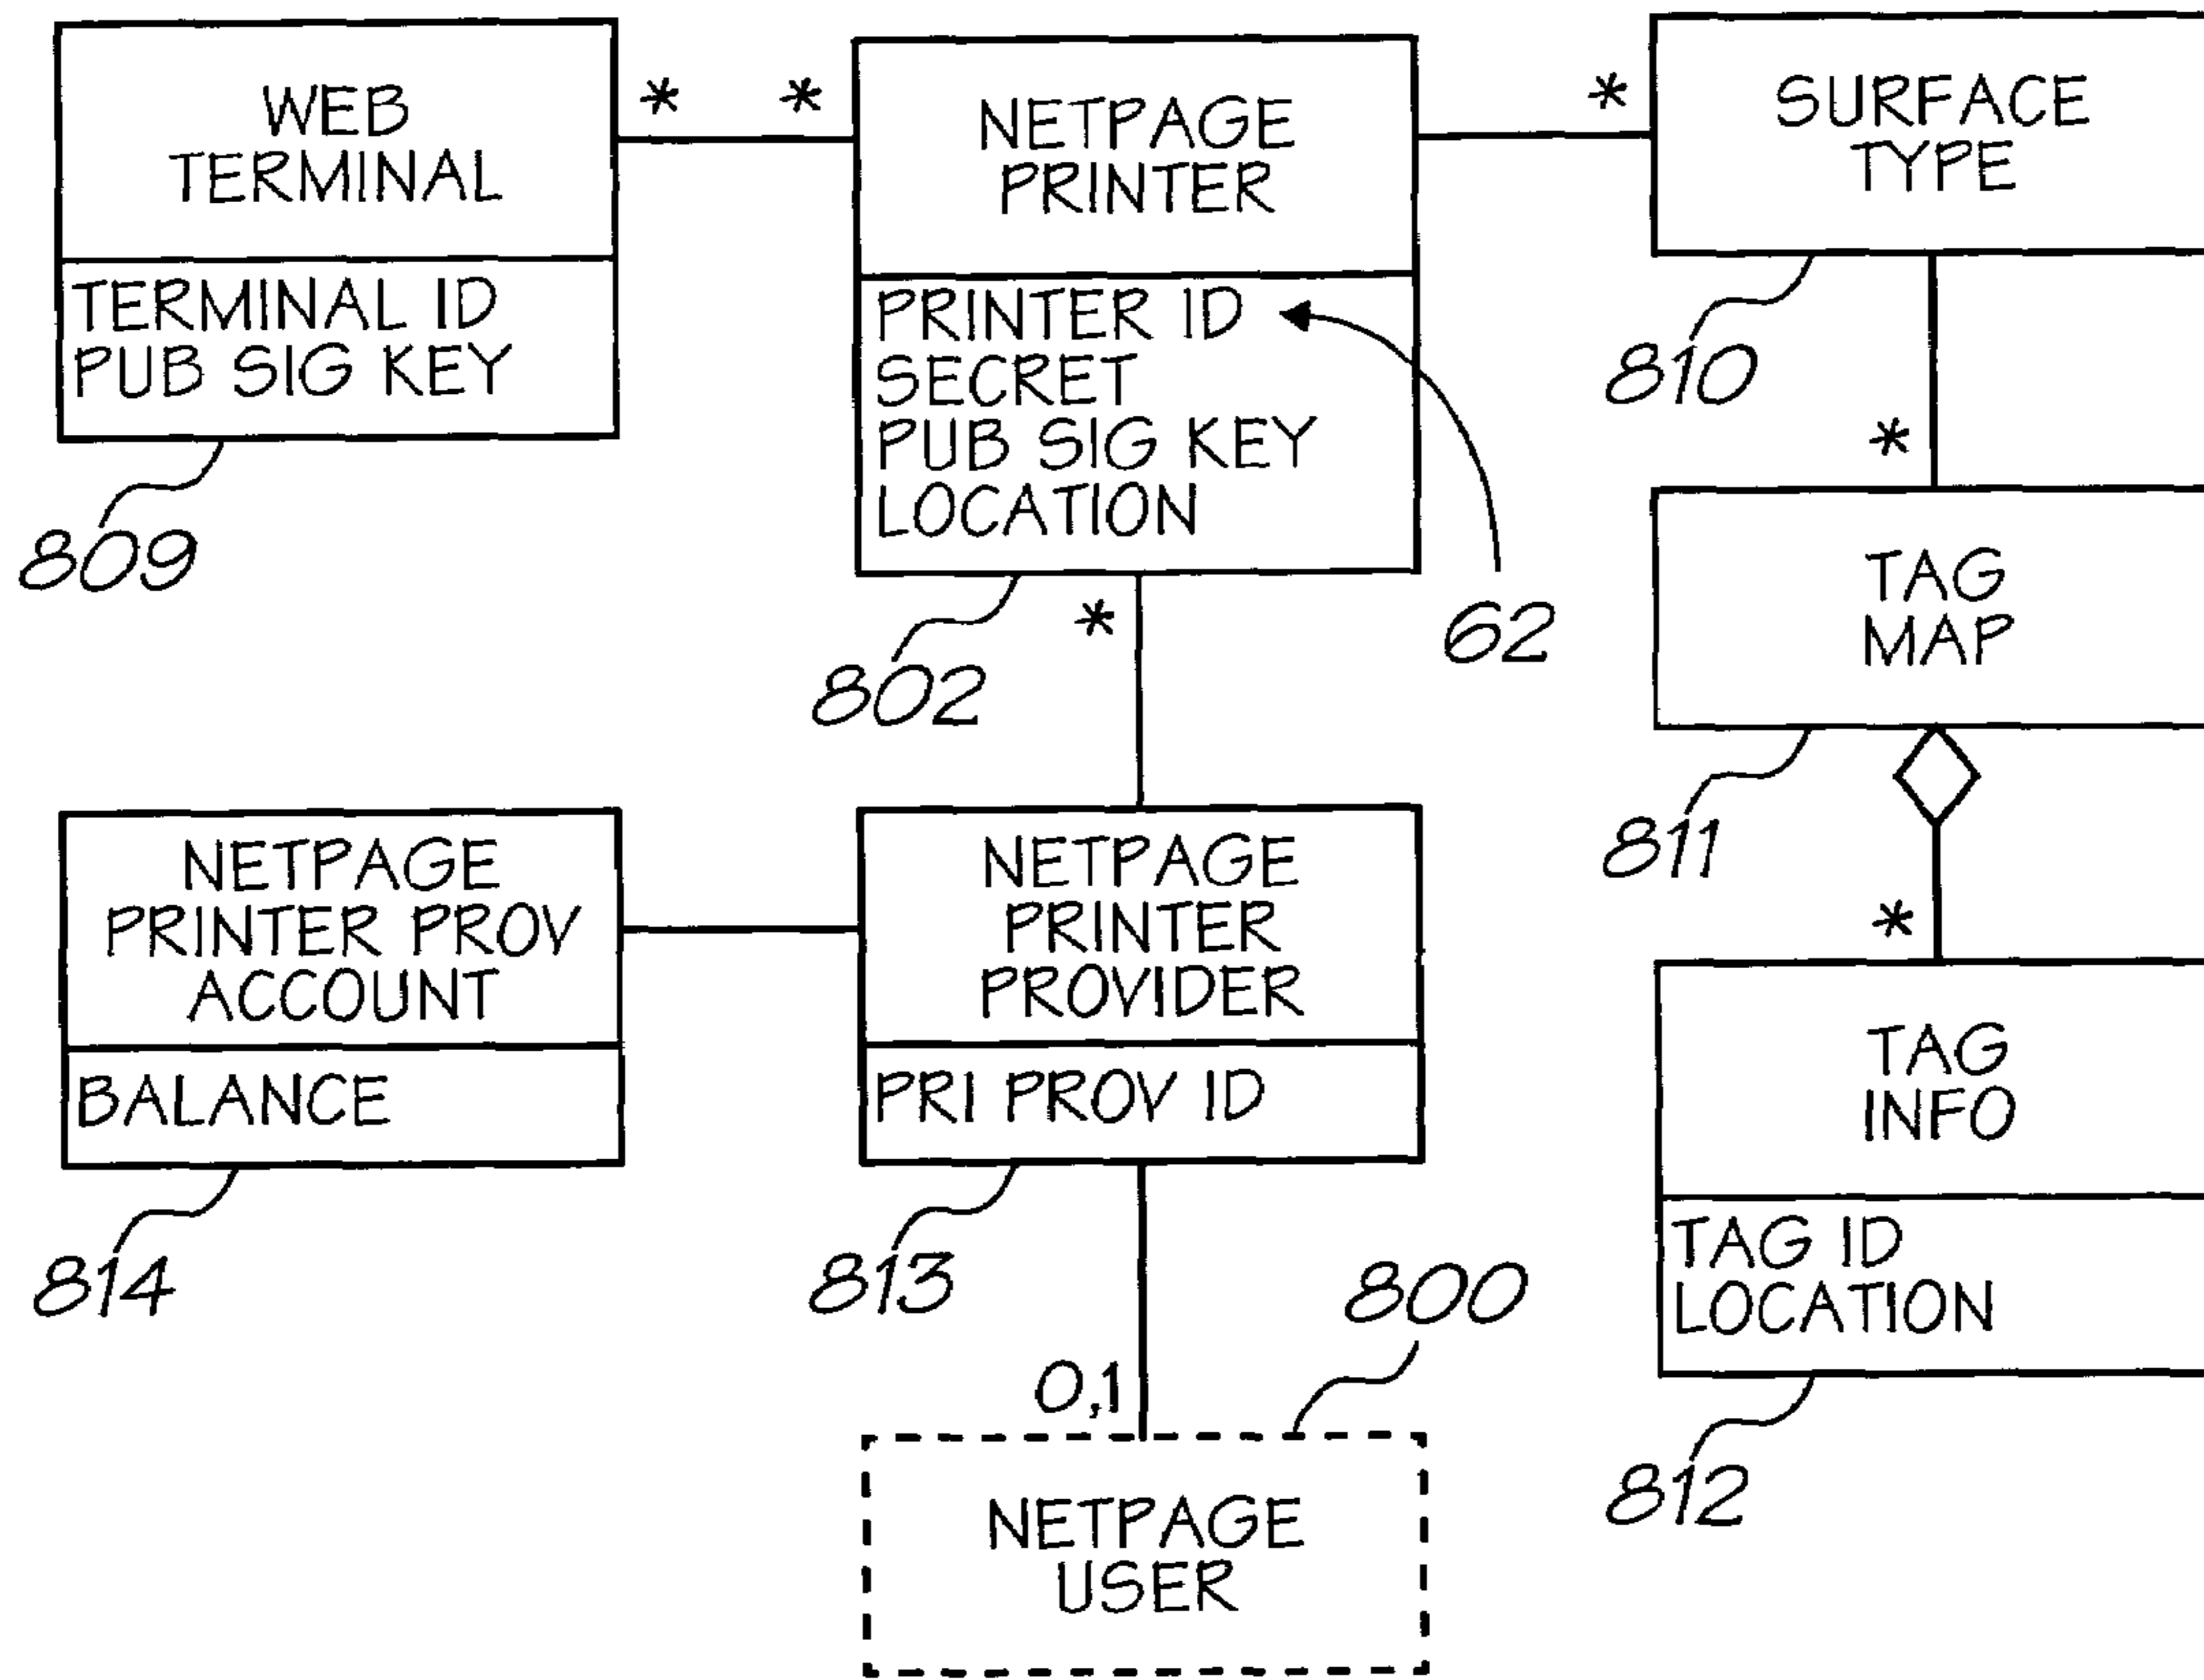 WEB
TERMINAL
TERMINAL ID
PUB SIG KEY
809
*
*
NETPAGE
PRINTER
PRINTER ID
SECRET
PUB SIG KEY
LOCATION
62
802
*
*
SURFACE
TYPE
810
*
TAG
MAP
811
*
TAG
INFO
TAG ID
LOCATION
812
NETPAGE
PRINTER PROV
ACCOUNT
BALANCE
814
NETPAGE
PRINTER
PROVIDER
PRI PROV ID
813
800
0,1
NETPAGE
USER